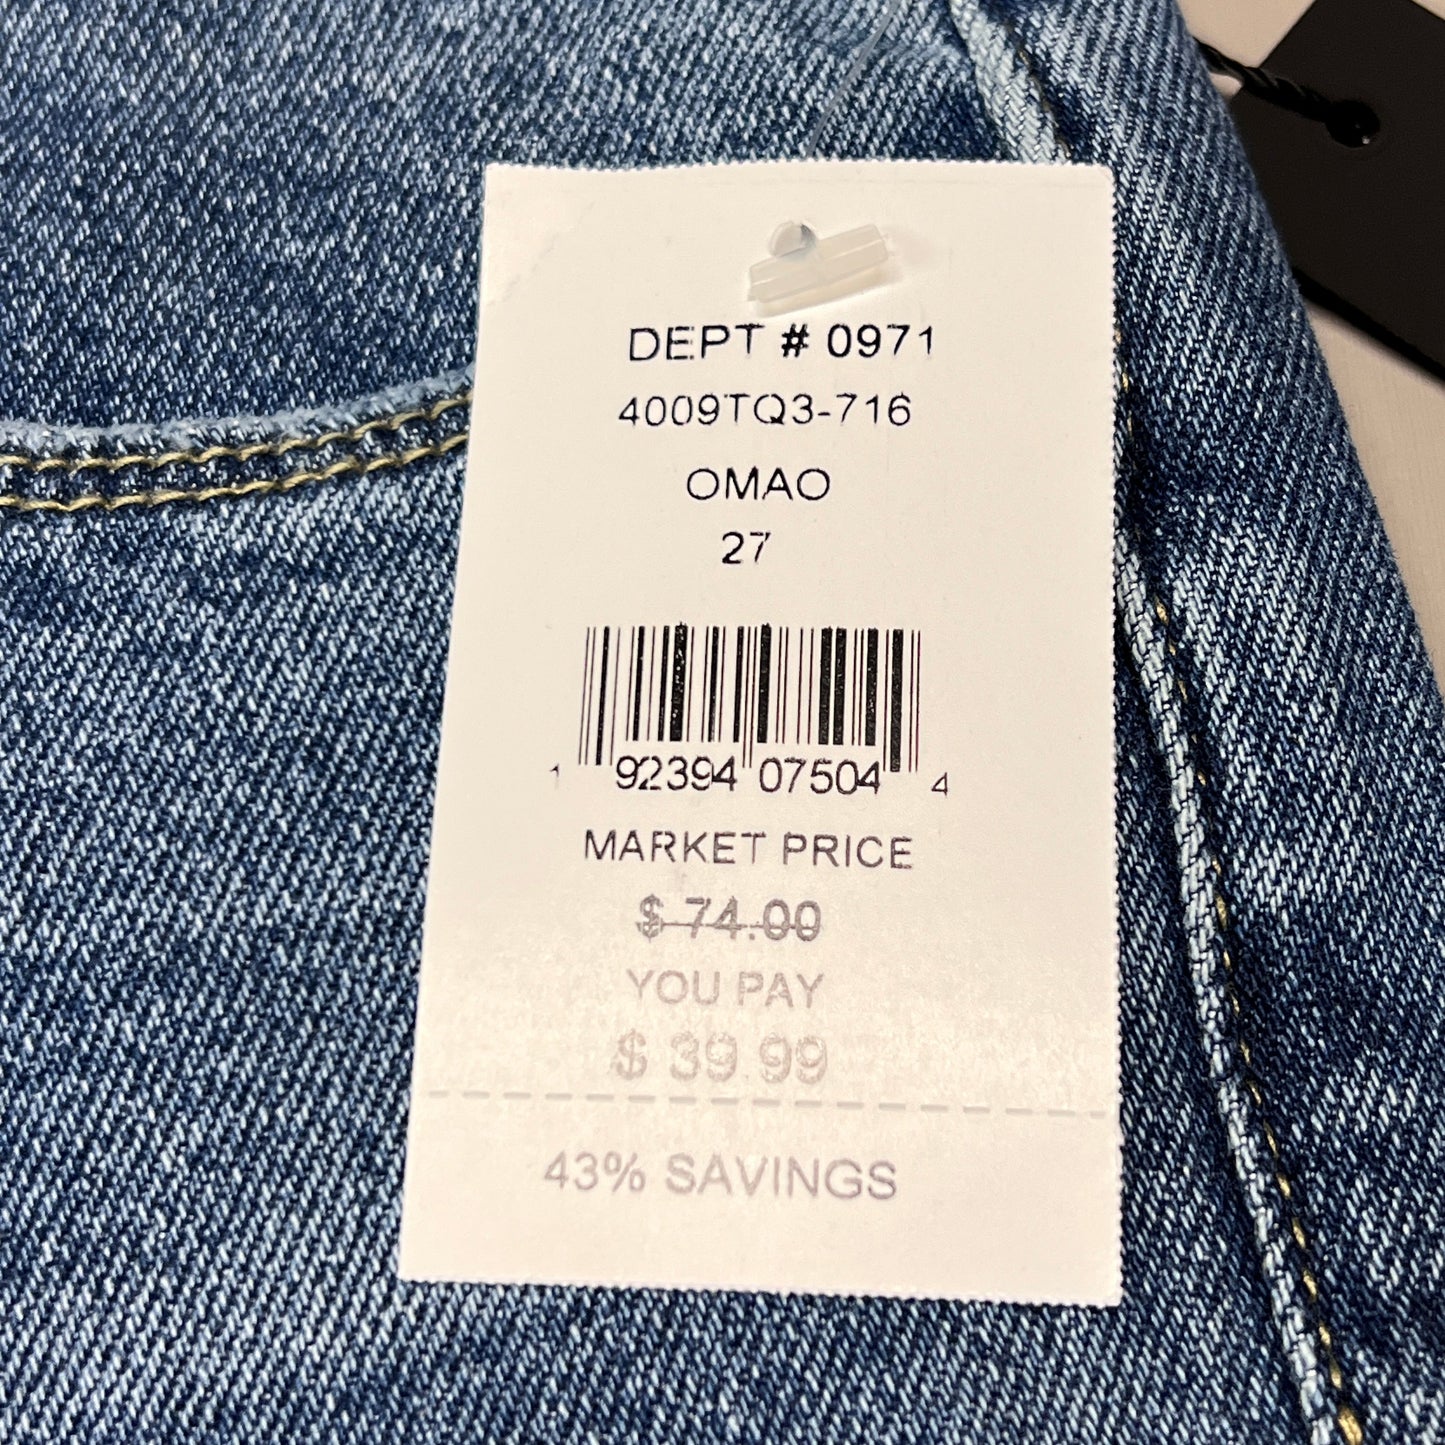 DEPT # 0971
4009TQ3-716
OMAO
27
1 92394 07504 4
MARKET PRICE
$ 74.00
YOU PAY
$ 39.99
43% SAVINGS